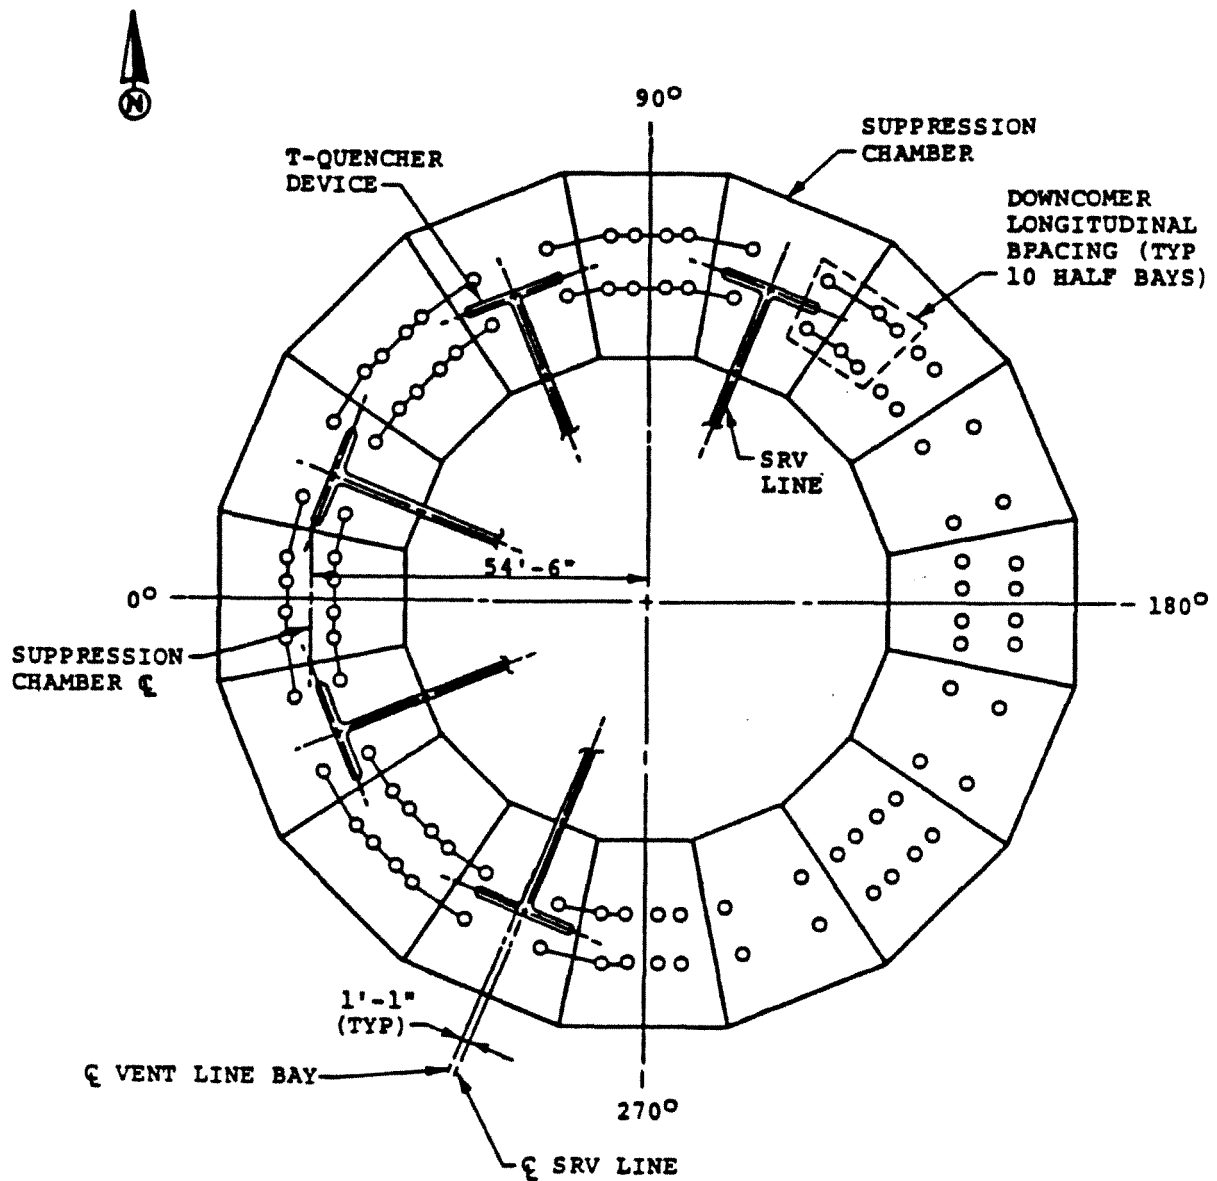 N
90°
SUPPRESSION
CHAMBER
T-QUENCHER
DEVICE
DOWNCOMER
LONGITUDINAL
BPACING (TYP
10 HALF BAYS)
SRV
LINE
54'-6"
0°
180°
SUPPRESSION
CHAMBER ℄
1'-1"
(TYP)
℄ VENT LINE BAY
270°
℄ SRV LINE